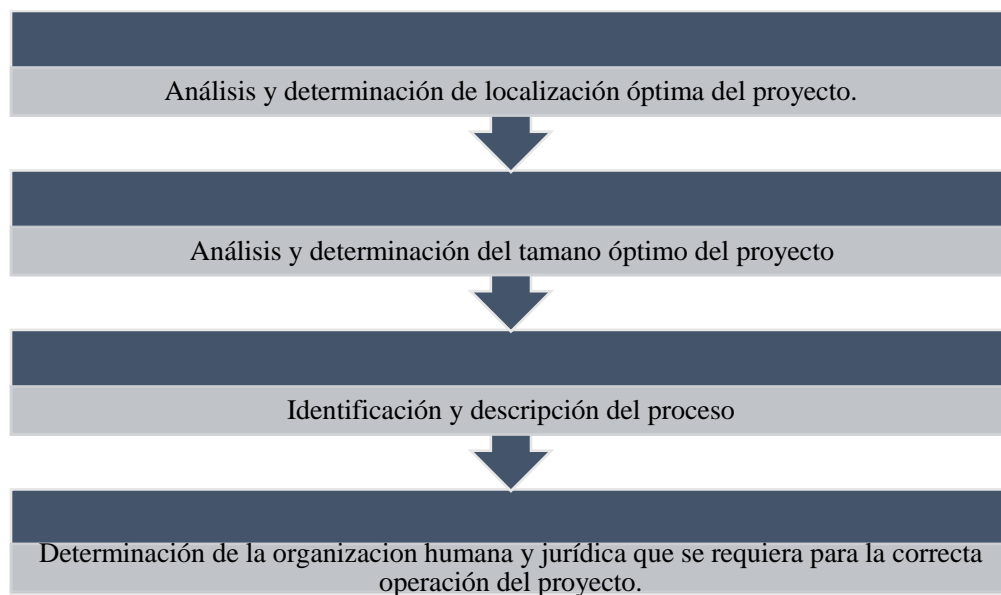 Análisis y determinación de localización óptima del proyecto.
Análisis y determinación del tamano óptimo del proyecto
Identificación y descripción del proceso
Determinación de la organizacion humana y jurídica que se requiera para la correcta
operación del proyecto.